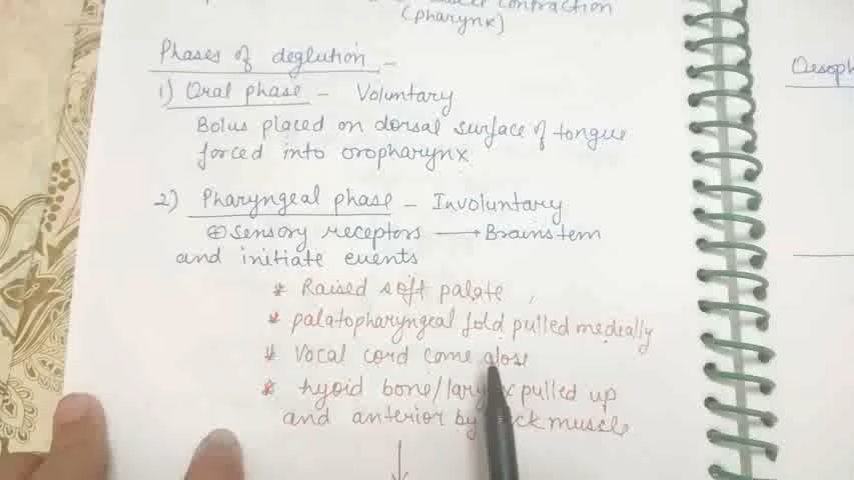 contraction
(pharynx)
Phases of deglution -
1) Oral phase - Voluntary
Bolus placed on dorsal surface of tongue
forced into oropharynx
2) Pharyngeal phase - Involuntary
⊕ sensory receptors → Brainstem
and initiate events
* Raised soft palate,
* palatopharyngeal fold pulled medially
* Vocal cord come close
* hyoid bone/ pulled up
and anterior by muscle
↓